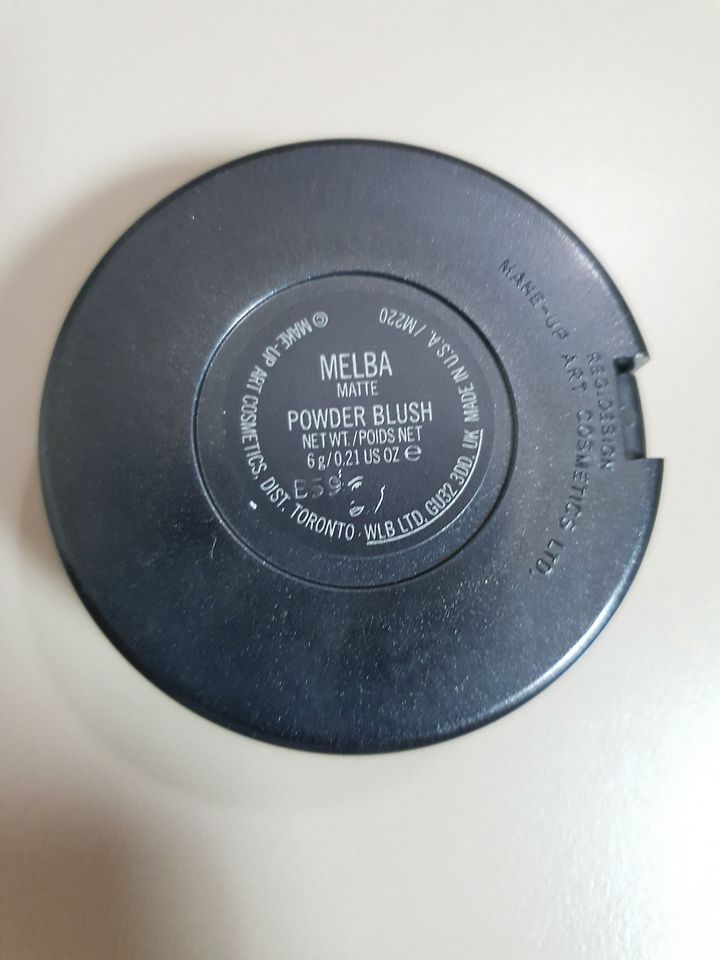 MELBA
MATTE
POWDER BLUSH
NET WT./POIDS NET
6 g/0.21 US OZ ℮
B59
© MAKE-UP ART COSMETICS, DIST. TORONTO · WLB LTD. GU32 3DD, UK MADE IN U.S.A. / M220
MAKE-UP ART COSMETICS LTD.
REG.DESIGN